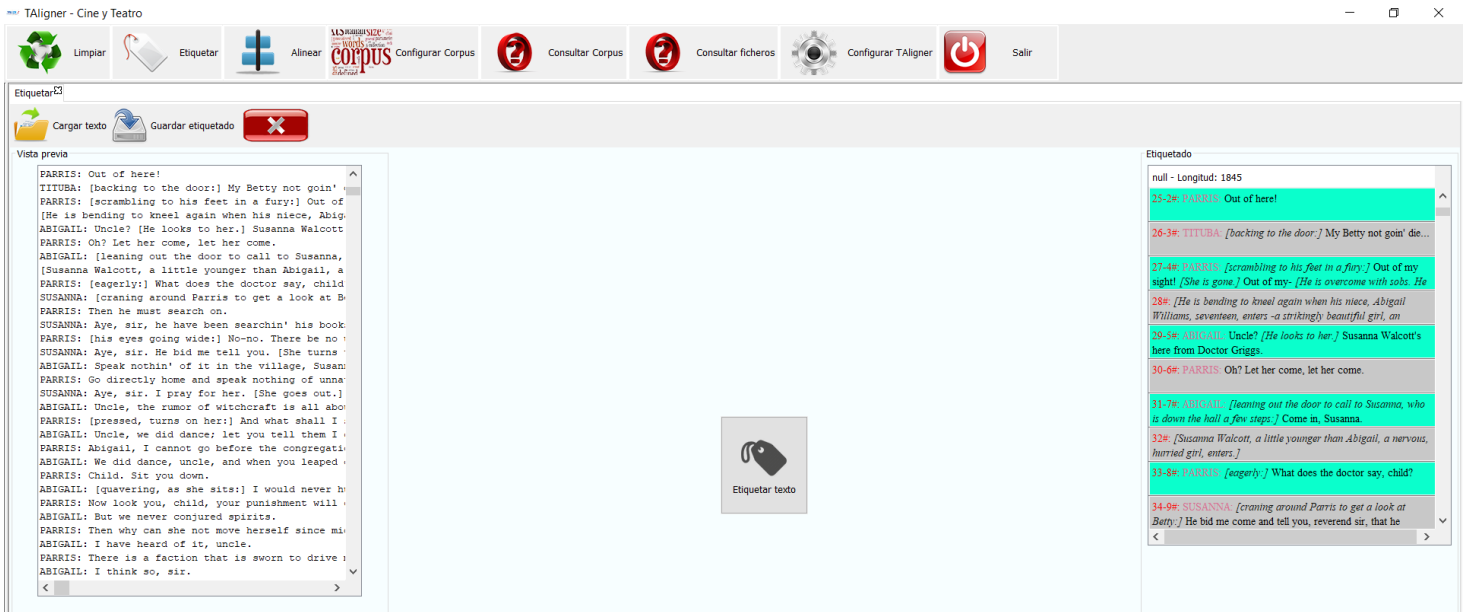 TAligner - Cine y Teatro
Limpiar
Etiquetar
Alinear
corpus
Configurar Corpus
Consultar Corpus
Consultar ficheros
Configurar TAligner
Salir
Etiquetar
Cargar texto
Guardar etiquetado
Vista previa
PARRIS: Out of here!
TITUBA: [backing to the door:] My Betty not goin'
PARRIS: [scrambling to his feet in a fury:] Out of
[He is bending to kneel again when his niece, Abig
ABIGAIL: Uncle? [He looks to her.] Susanna Walcott
PARRIS: Oh? Let her come, let her come.
ABIGAIL: [leaning out the door to call to Susanna,
[Susanna Walcott, a little younger than Abigail, a
PARRIS: [eagerly:] What does the doctor say, child
SUSANNA: [craning around Parris to get a look at B
PARRIS: Then he must search on.
SUSANNA: Aye, sir, he have been searchin' his book
PARRIS: [his eyes going wide:] No-no. There be no
SUSANNA: Aye, sir. He bid me tell you. [She turns
ABIGAIL: Speak nothin' of it in the village, Susan
PARRIS: Go directly home and speak nothing of unna
SUSANNA: Aye, sir. I pray for her. [She goes out.]
ABIGAIL: Uncle, the rumor of witchcraft is all abo
PARRIS: [pressed, turns on her:] And what shall I
ABIGAIL: Uncle, we did dance; let you tell them I
PARRIS: Abigail, I cannot go before the congregati
ABIGAIL: We did dance, uncle, and when you leaped
PARRIS: Child. Sit you down.
ABIGAIL: [quavering, as she sits:] I would never h
PARRIS: Now look you, child, your punishment will
ABIGAIL: But we never conjured spirits.
PARRIS: Then why can she not move herself since mi
ABIGAIL: I have heard of it, uncle.
PARRIS: There is a faction that is sworn to drive
ABIGAIL: I think so, sir.
Etiquetar texto
Etiquetado
null - Longitud: 1845
25-2#: PARRIS: Out of here!
26-3#: TITUBA: [backing to the door:] My Betty not goin' die...
27-4#: PARRIS: [scrambling to his feet in a fury:] Out of my
sight! [She is gone.] Out of my- [He is overcome with sobs. He
28#: [He is bending to kneel again when his niece, Abigail
Williams, seventeen, enters -a strikingly beautiful girl, an
29-5#: ABIGAIL: Uncle? [He looks to her.] Susanna Walcott's
here from Doctor Griggs.
30-6#: PARRIS: Oh? Let her come, let her come.
31-7#: ABIGAIL: [leaning out the door to call to Susanna, who
is down the hall a few steps:] Come in, Susanna.
32#: [Susanna Walcott, a little younger than Abigail, a nervous,
hurried girl, enters.]
33-8#: PARRIS: [eagerly:] What does the doctor say, child?
34-9#: SUSANNA: [craning around Parris to get a look at
Betty:] He bid me come and tell you, reverend sir, that he